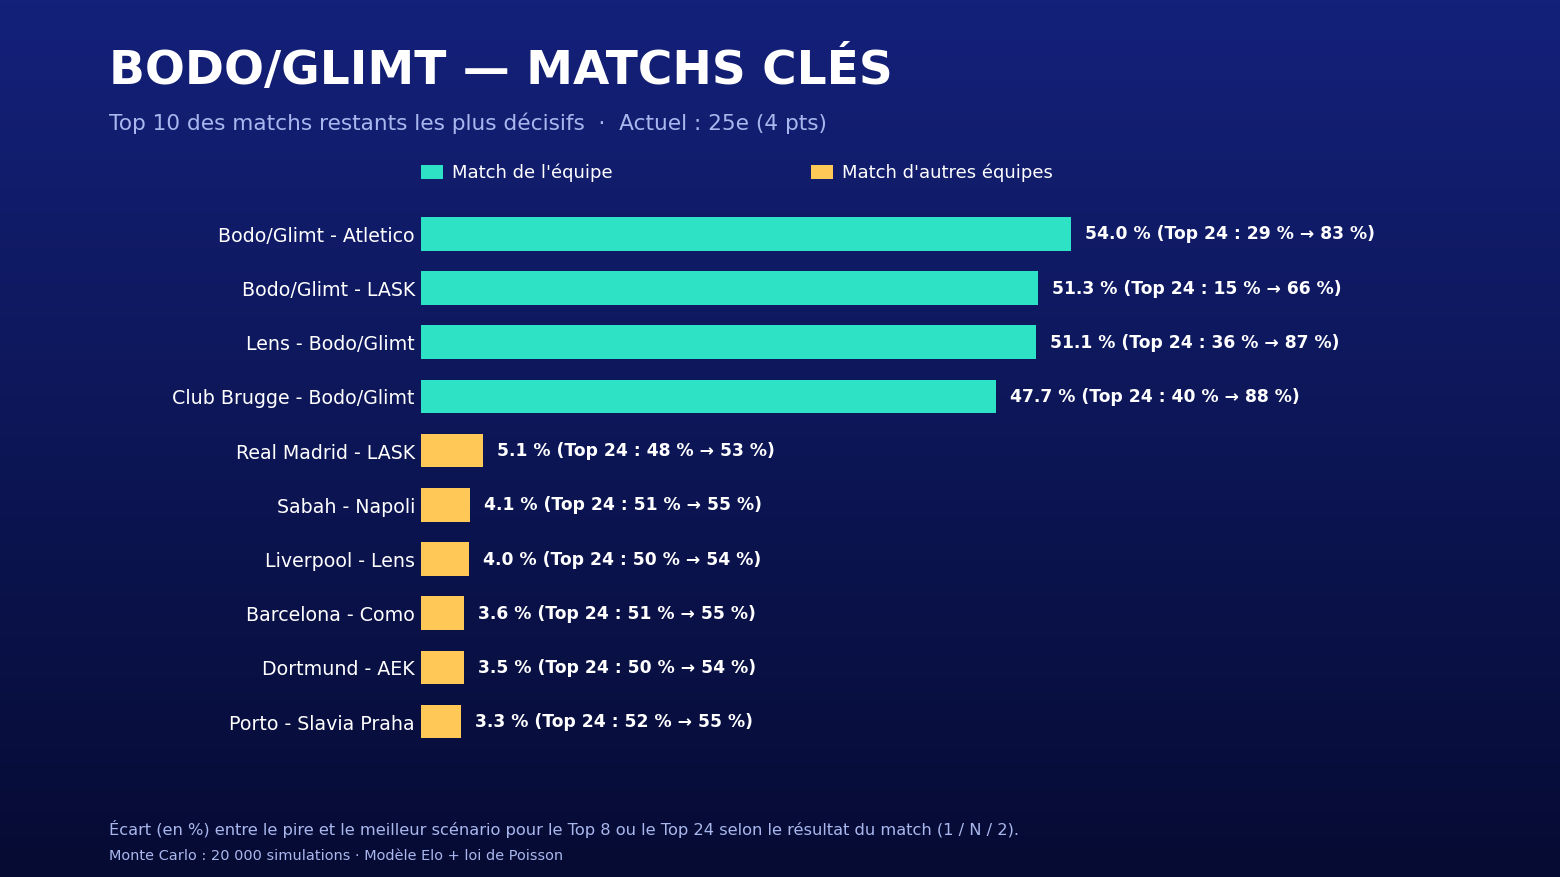 BODO/GLIMT — MATCHS CLÉS
Top 10 des matchs restants les plus décisifs · Actuel : 25e (4 pts)
Match de l'équipe
Match d'autres équipes
Bodo/Glimt - Atletico 54.0 % (Top 24 : 29 % → 83 %)
Bodo/Glimt - LASK 51.3 % (Top 24 : 15 % → 66 %)
Lens - Bodo/Glimt 51.1 % (Top 24 : 36 % → 87 %)
Club Brugge - Bodo/Glimt 47.7 % (Top 24 : 40 % → 88 %)
Real Madrid - LASK 5.1 % (Top 24 : 48 % → 53 %)
Sabah - Napoli 4.1 % (Top 24 : 51 % → 55 %)
Liverpool - Lens 4.0 % (Top 24 : 50 % → 54 %)
Barcelona - Como 3.6 % (Top 24 : 51 % → 55 %)
Dortmund - AEK 3.5 % (Top 24 : 50 % → 54 %)
Porto - Slavia Praha 3.3 % (Top 24 : 52 % → 55 %)
Écart (en %) entre le pire et le meilleur scénario pour le Top 8 ou le Top 24 selon le résultat du match (1 / N / 2).
Monte Carlo : 20 000 simulations · Modèle Elo + loi de Poisson